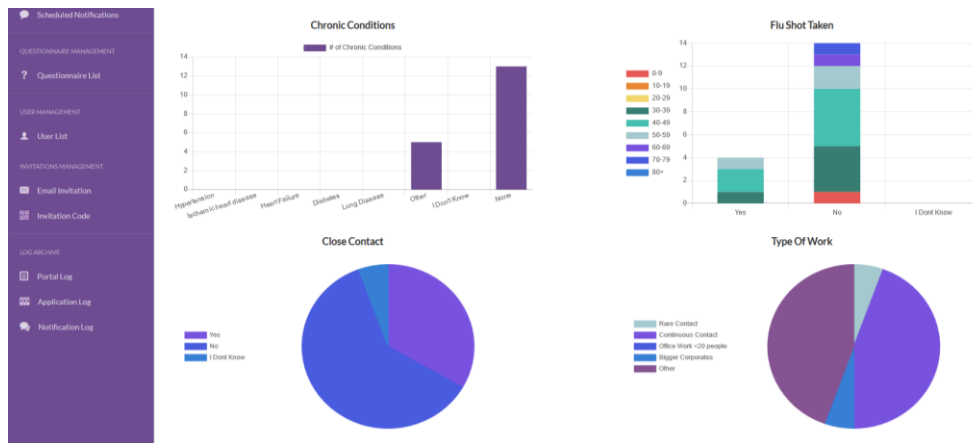 Scheduled Notifications
QUESTIONNAIRE MANAGEMENT
? Questionnaire List
USER MANAGEMENT
User List
INVITATIONS MANAGEMENT
Email Invitation
Invitation Code
LOG ARCHIVE
Portal Log
Application Log
Notification Log
Chronic Conditions
# of Chronic Conditions
14
12
10
8
6
4
2
0
Hypertension
Ischemic heart disease
Heart Failure
Diabetes
Lung Disease
Other
I Don't Know
None
Flu Shot Taken
0-9
10-19
20-29
30-39
40-49
50-59
60-69
70-79
80+
14
12
10
8
6
4
2
0
Yes
No
I Dont Know
Close Contact
Yes
No
I Dont Know
Type Of Work
Rare Contact
Continuous Contact
Office Work <20 people
Bigger Corporates
Other